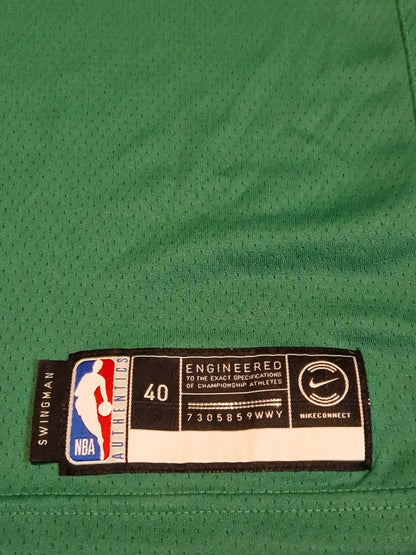 SWINGMAN
NBA
AUTHENTICS
40
ENGINEERED
TO THE EXACT SPECIFICATIONS
OF CHAMPIONSHIP ATHLETES
7305859WWY
NIKECONNECT